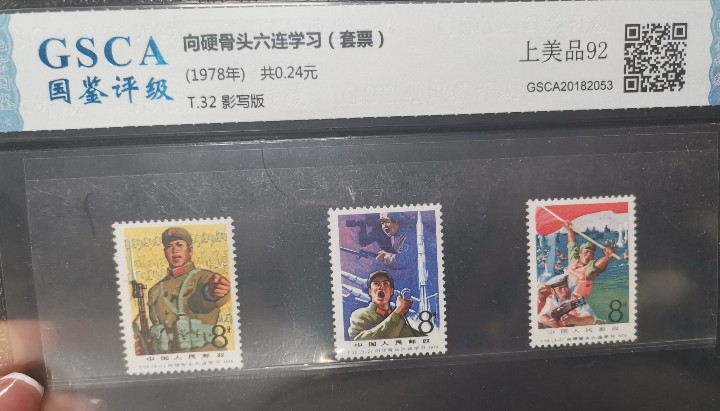 GSCA
国鉴评级
向硬骨头六连学习（套票）
(1978年) 共0.24元
T.32 影写版
上美品92
GSCA20182053
8分
中国人民邮政
8分
中国人民邮政
8分
中国人民邮政